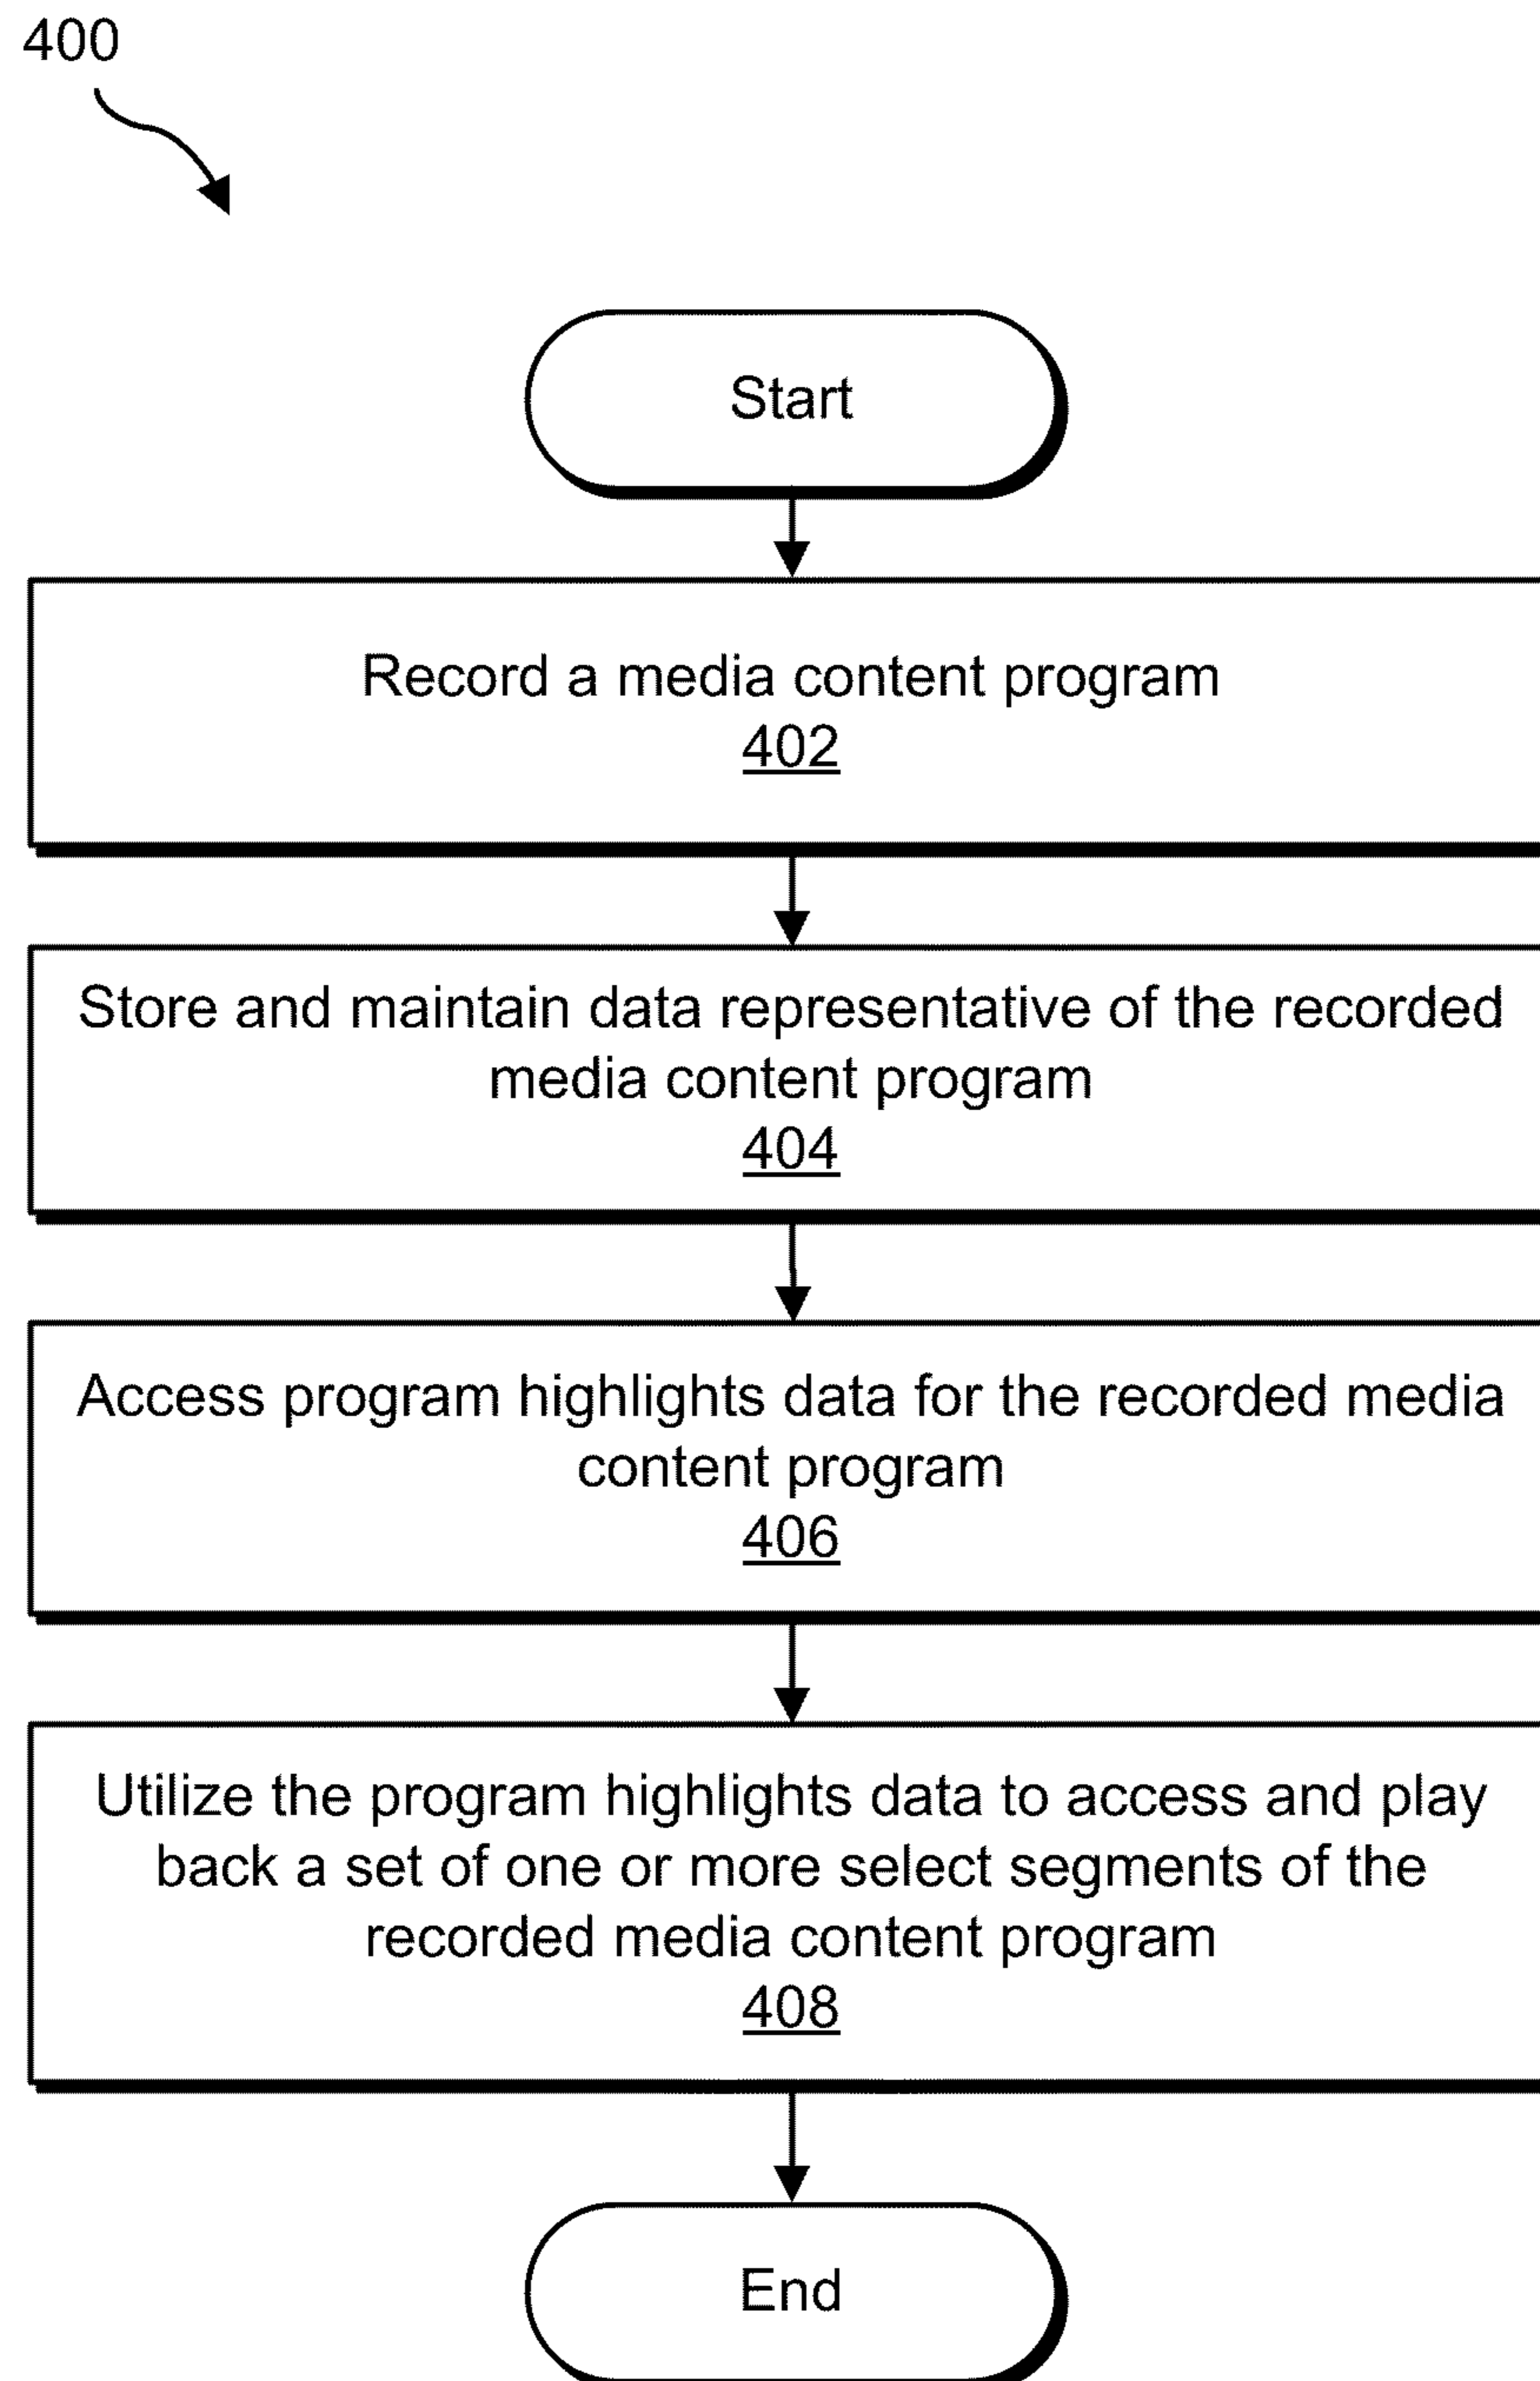 400
Start
Record a media content program
402
Store and maintain data representative of the recorded
media content program
404
Access program highlights data for the recorded media
content program
406
Utilize the program highlights data to access and play
back a set of one or more select segments of the
recorded media content program
408
End